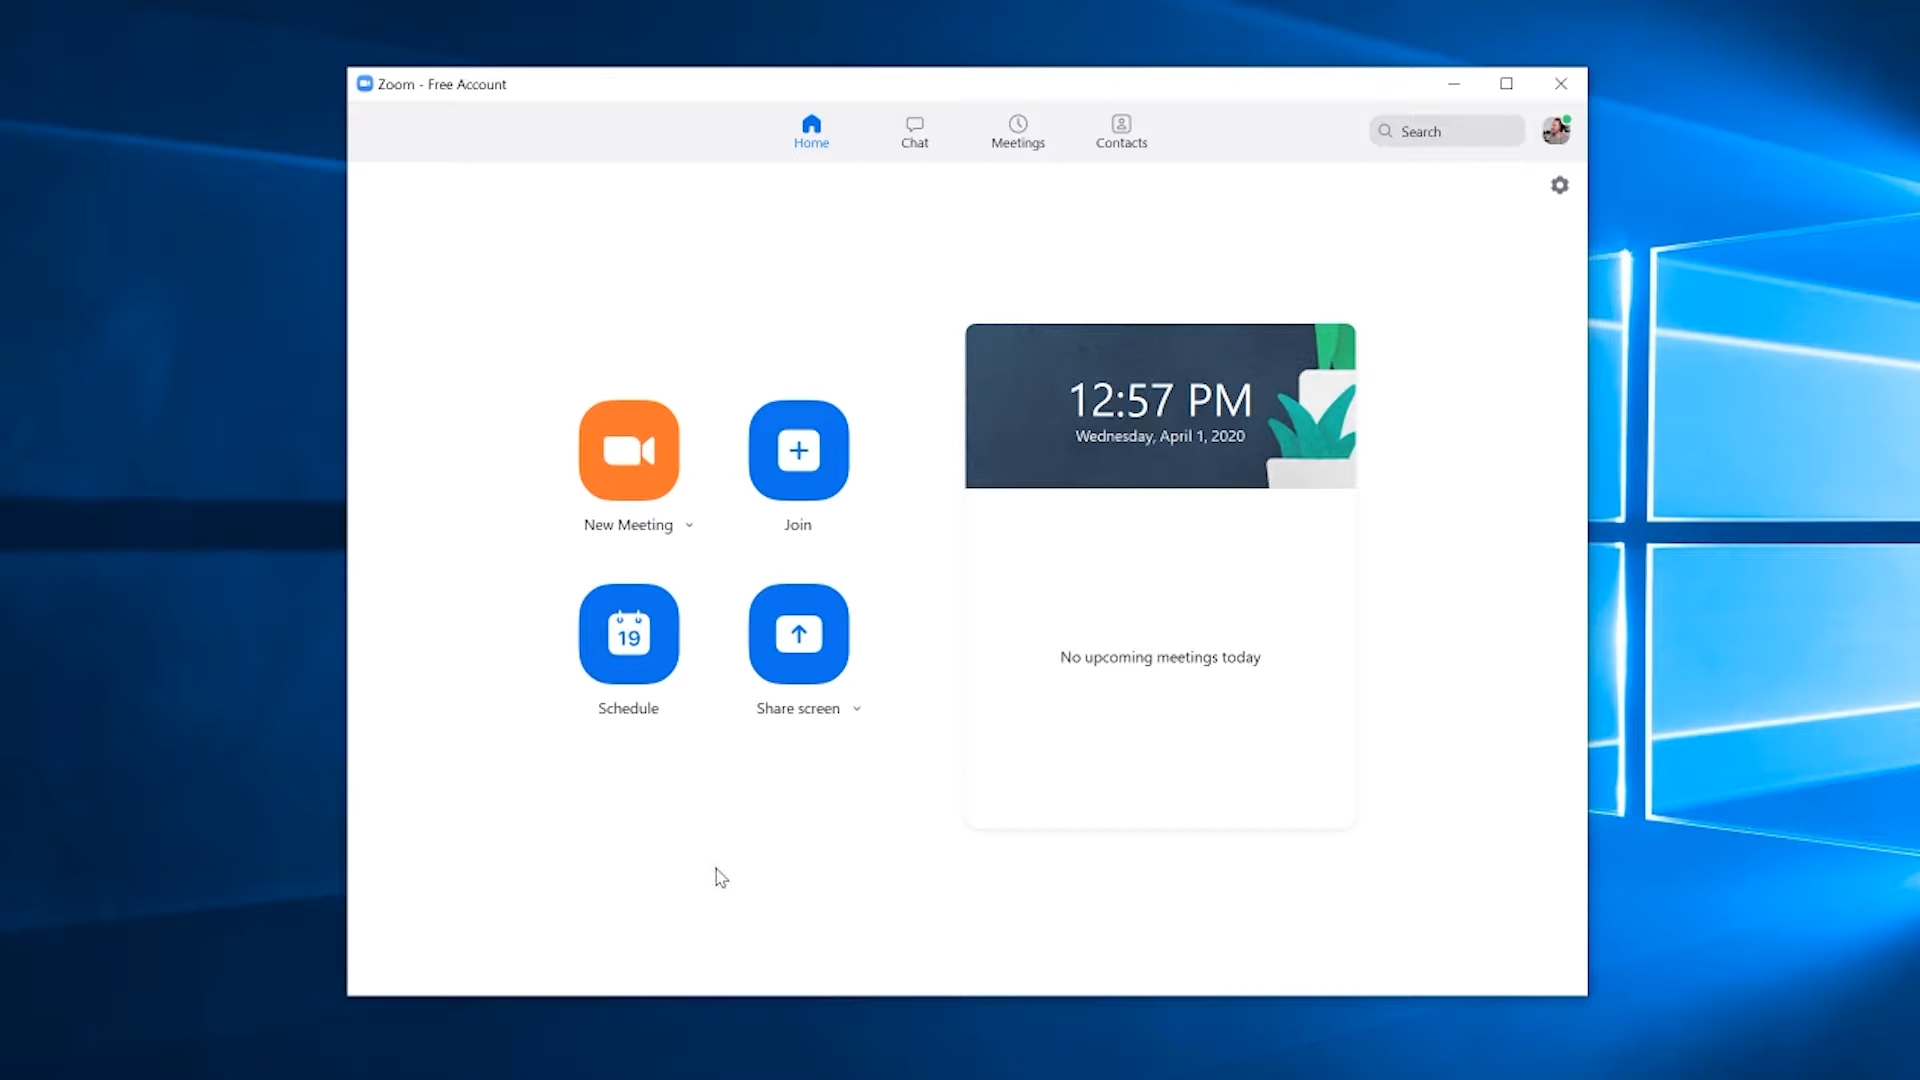 Zoom - Free Account
Home
Chat
Meetings
Contacts
Search
12:57 PM
Wednesday, April 1, 2020
New Meeting
Join
19
Schedule
Share screen
No upcoming meetings today